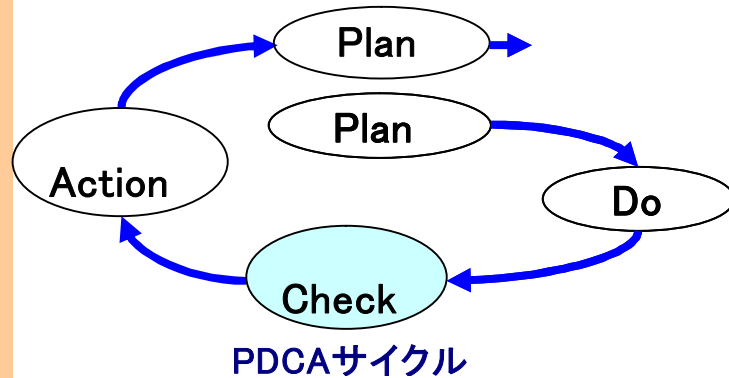 Plan
Plan
Action
Do
Check
PDCAサイクル